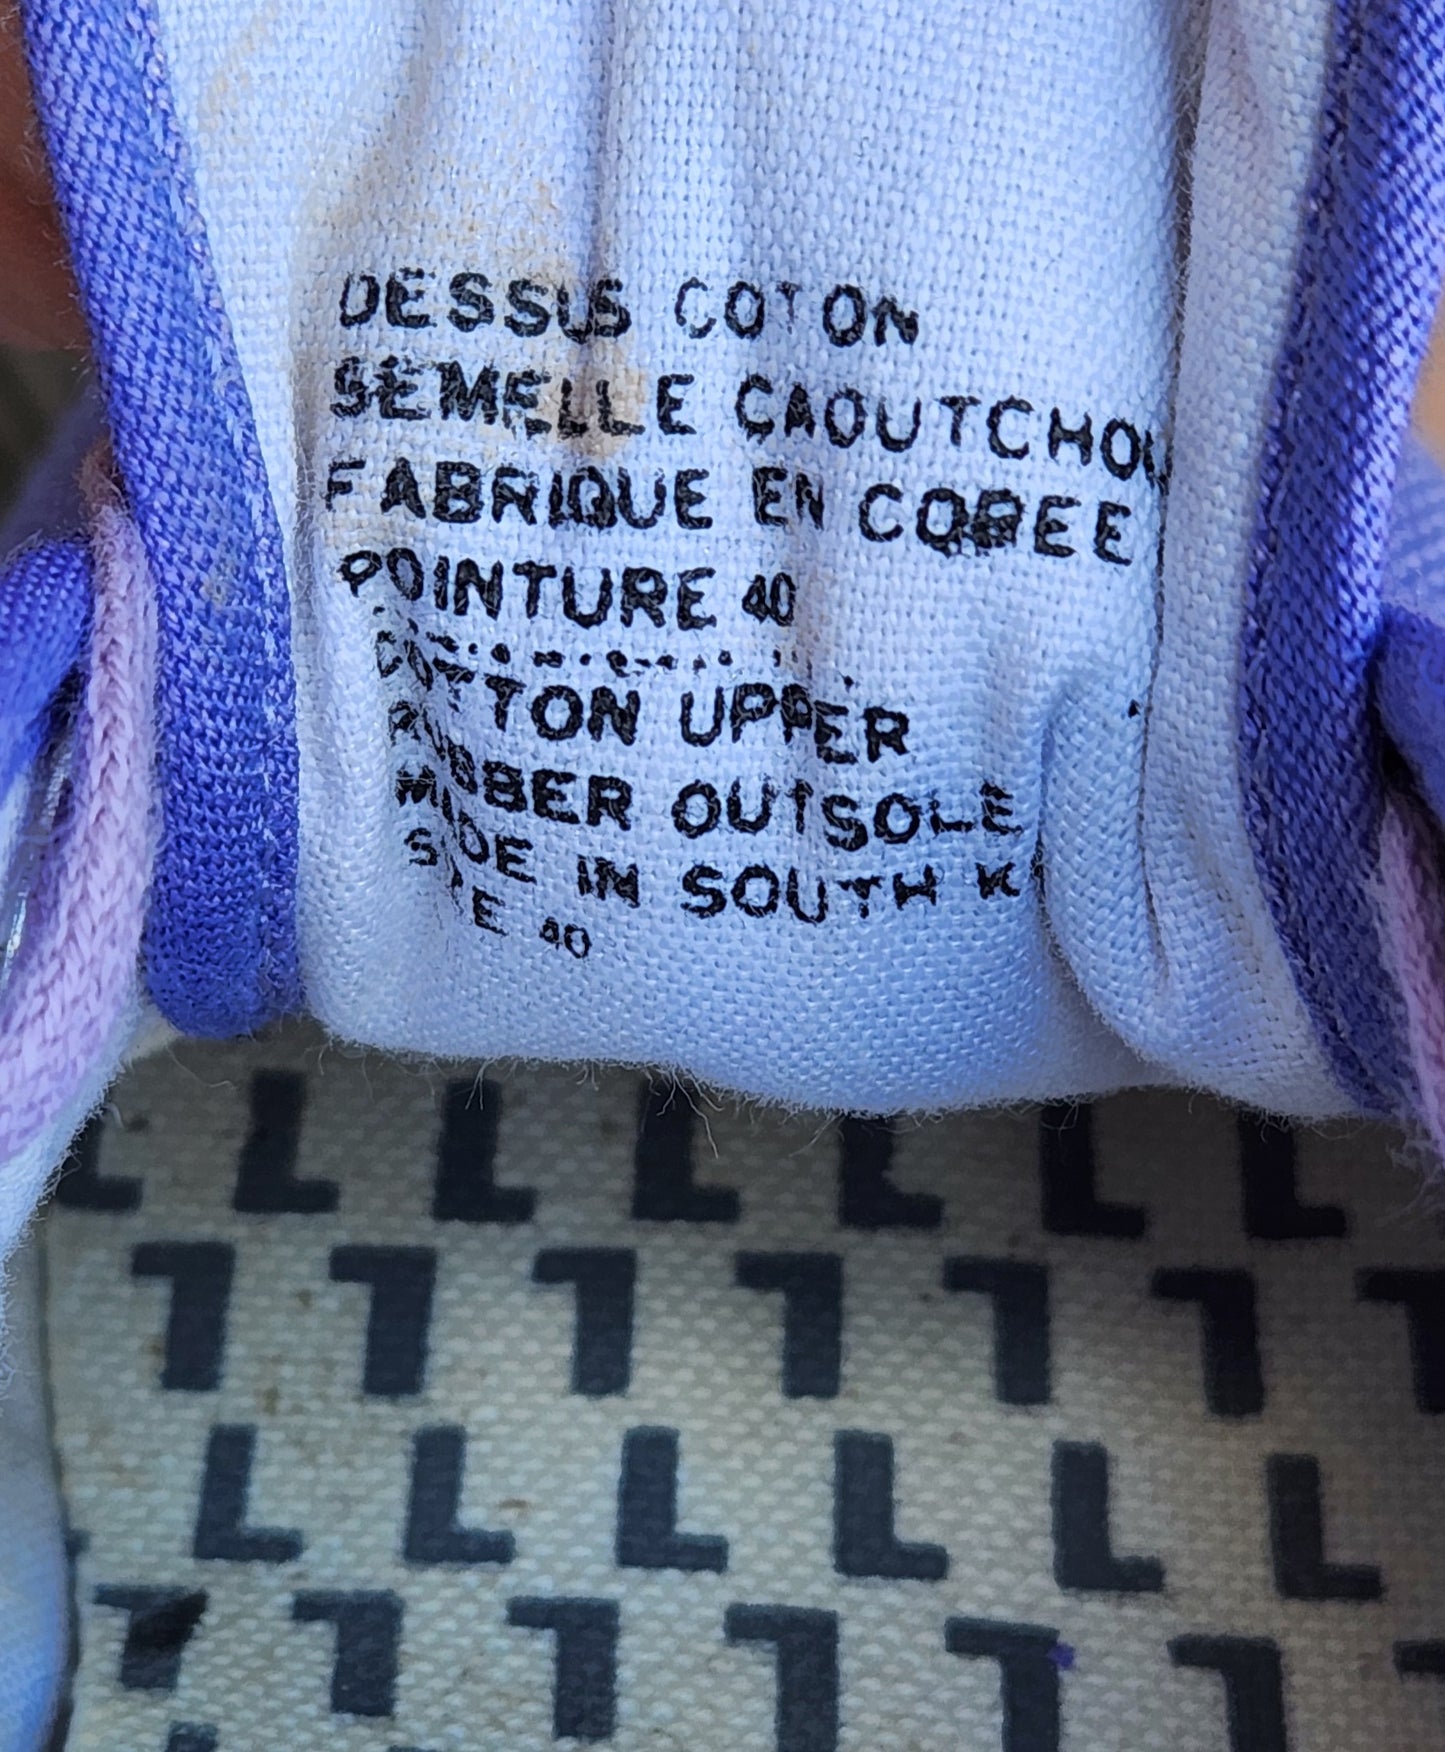 DESSUS COTON
SEMELLE CAOUTCHOU
FABRIQUE EN COREE
POINTURE 40
COTTON UPPER
RUBBER OUTSOLE
MADE IN SOUTH K
SIZE 40